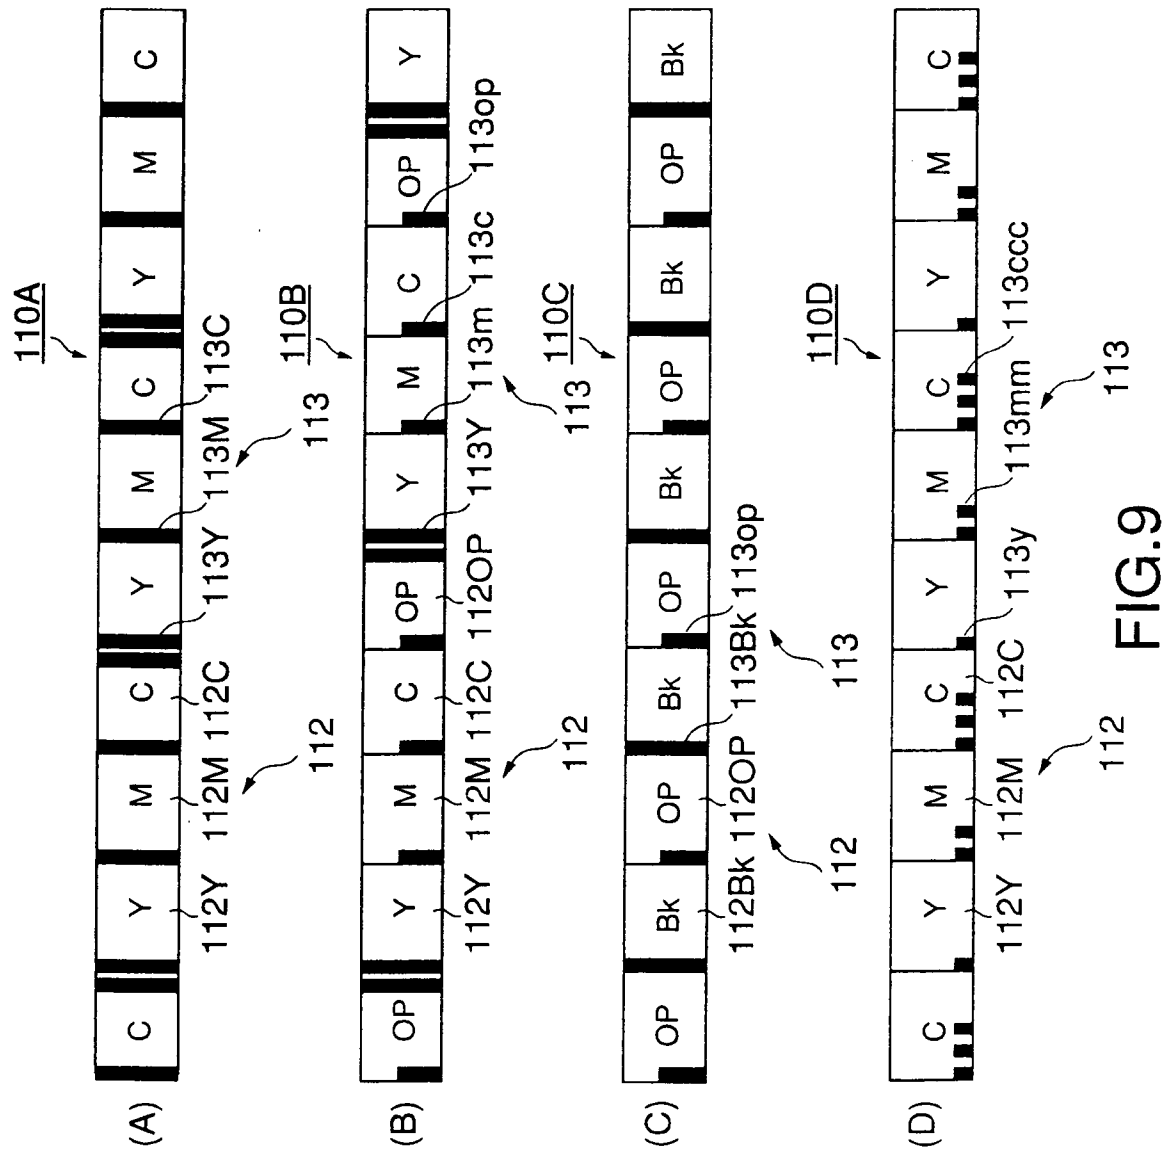 110A
(A) C Y M C Y M C Y M C
112Y 112M 112C 113Y 113M 113C
112 113
110B
(B) OP Y M C OP Y M C OP Y
112Y 112M 112C 112OP 113Y 113m 113c 113op
112 113
110C
(C) OP Bk OP Bk OP Bk OP Bk OP Bk
112Bk 112OP 113Bk 113op
112 113
110D
(D) C Y M C Y M C Y M C
112Y 112M 112C 113y 113mm 113ccc
112 113
FIG.9